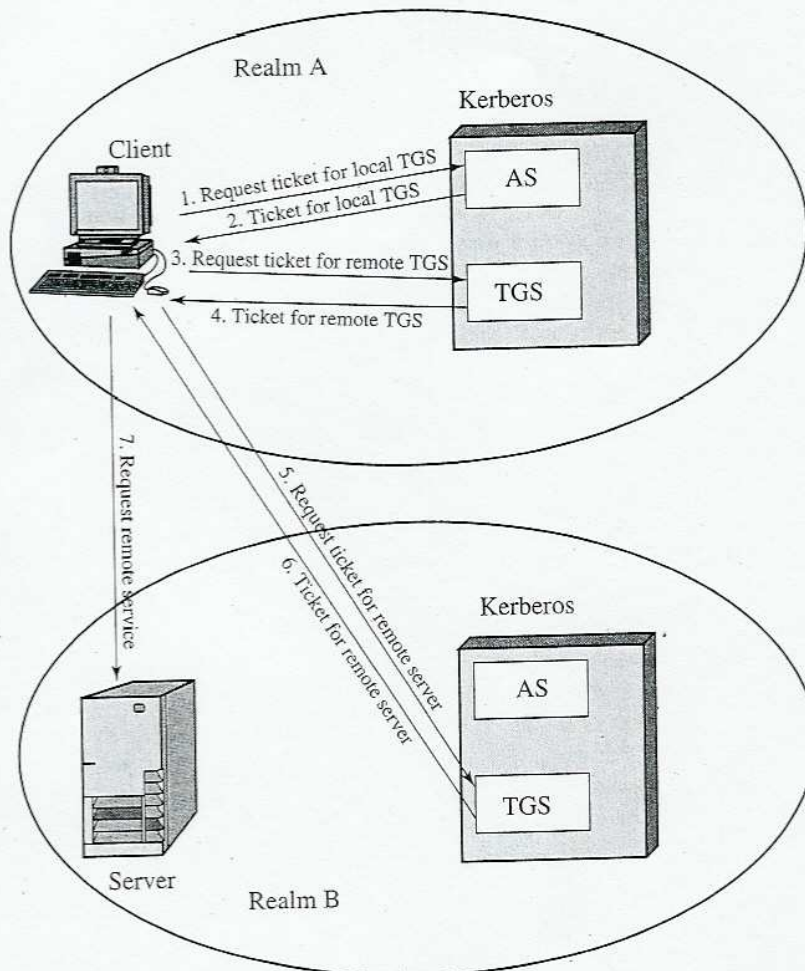 Realm A
Kerberos
Client
AS
1. Request ticket for local TGS
2. Ticket for local TGS
3. Request ticket for remote TGS
TGS
4. Ticket for remote TGS
7. Request remote service
5. Request ticket for remote server
6. Ticket for remote server
Kerberos
AS
TGS
Server
Realm B